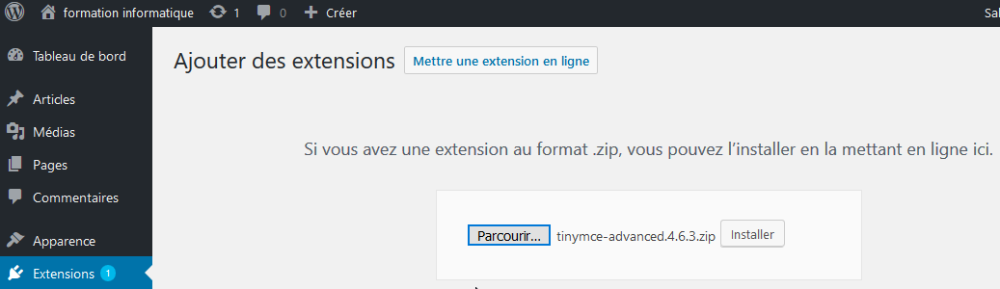 formation informatique 1 0 Créer Sal
Tableau de bord
Ajouter des extensions Mettre une extension en ligne
Articles
Médias
Pages
Commentaires
Apparence
Extensions 1
Si vous avez une extension au format .zip, vous pouvez l’installer en la mettant en ligne ici.
Parcourir... tinymce-advanced.4.6.3.zip Installer